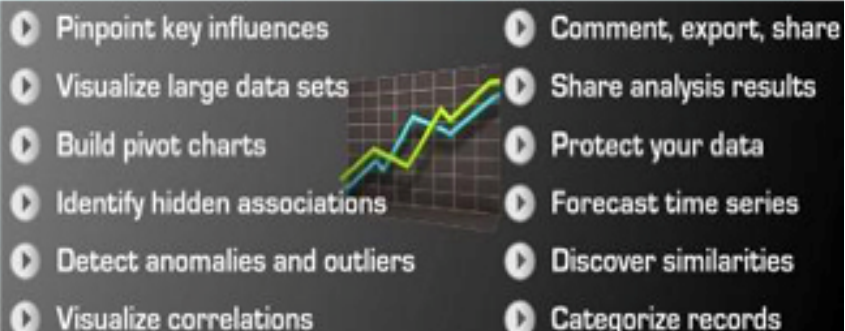 Pinpoint key influences
Visualize large data sets
Build pivot charts
Identify hidden associations
Detect anomalies and outliers
Visualize correlations
Comment, export, share
Share analysis results
Protect your data
Forecast time series
Discover similarities
Categorize records